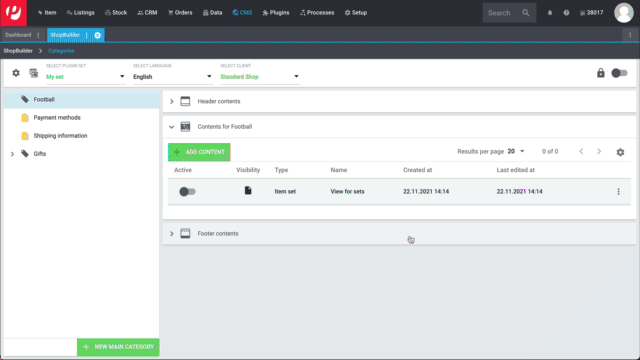 Item
Listings
Stock
CRM
Orders
Data
CMS
Plugins
Processes
Setup
Search
38017
Dashboard
ShopBuilder
ShopBuilder
Categories
SELECT PLUGIN SET
My set
SELECT LANGUAGE
English
SELECT CLIENT
Standard Shop
Football
Payment methods
Shipping information
Gifts
NEW MAIN CATEGORY
Header contents
Contents for Football
ADD CONTENT
Results per page 20
0 of 0
Active Visibility Type Name Created at Last edited at
Item set View for sets 22.11.2021 14:14 22.11.2021 14:14
Footer contents